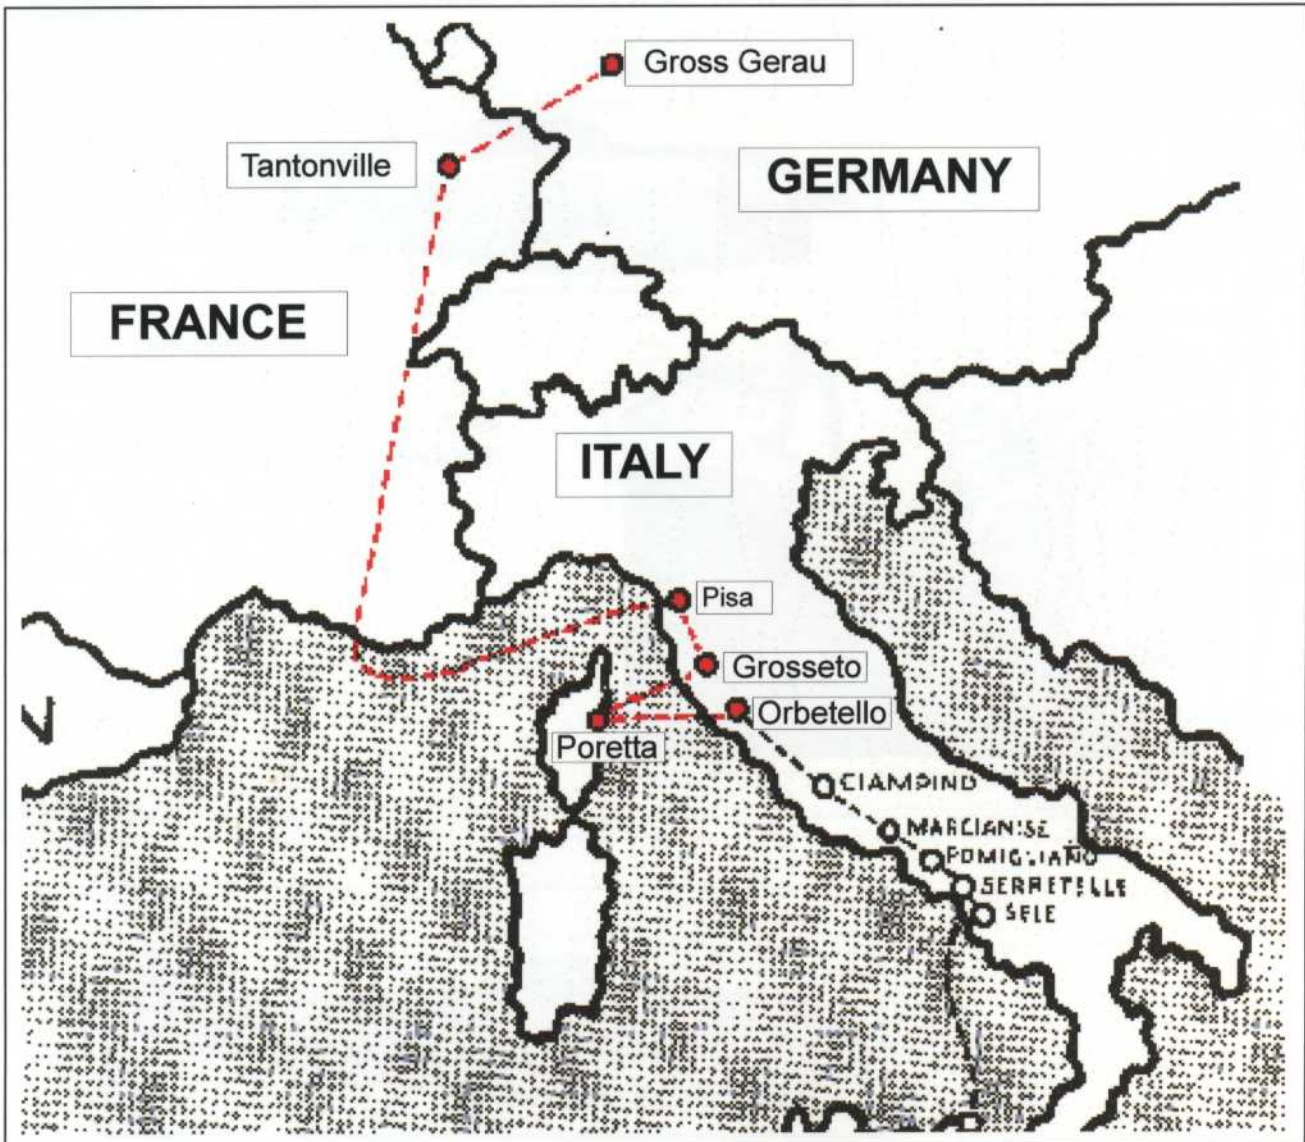 Gross Gerau
Tantonville
GERMANY
FRANCE
ITALY
Pisa
Grosseto
Orbetello
Poretta
CIAMPINO
MARCIANISE
POMIGLIANO
SERRETELLE
SELE